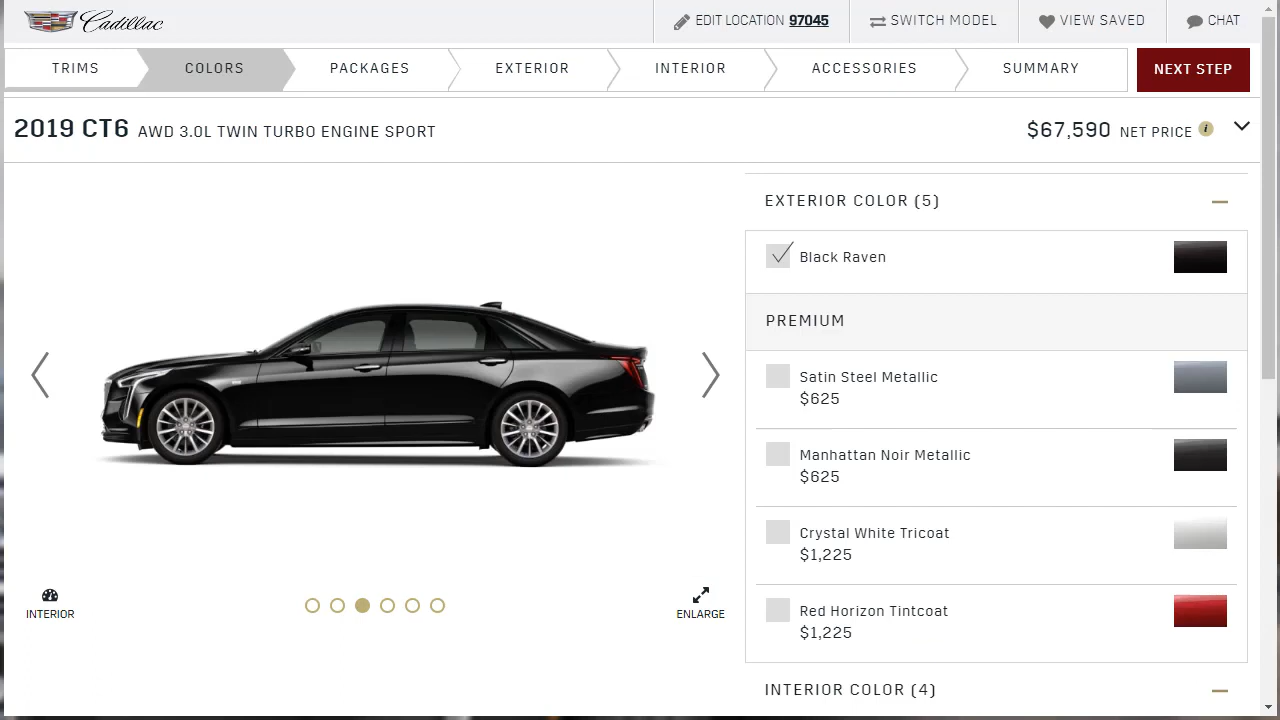 Cadillac
EDIT LOCATION 97045
SWITCH MODEL
VIEW SAVED
CHAT
TRIMS
COLORS
PACKAGES
EXTERIOR
INTERIOR
ACCESSORIES
SUMMARY
NEXT STEP
2019 CT6 AWD 3.0L TWIN TURBO ENGINE SPORT
$67,590 NET PRICE i
EXTERIOR COLOR (5)
Black Raven
PREMIUM
Satin Steel Metallic
$625
Manhattan Noir Metallic
$625
Crystal White Tricoat
$1,225
Red Horizon Tintcoat
$1,225
INTERIOR
ENLARGE
INTERIOR COLOR (4)